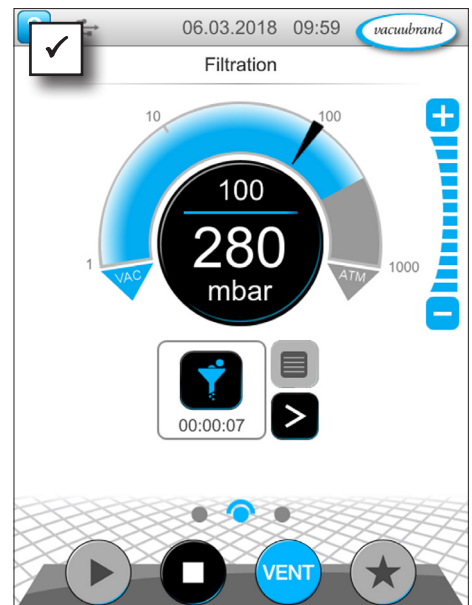 06.03.2018 09:59
vacuubrand
Filtration
10
100
1
1000
VAC
ATM
100
280
mbar
00:00:07
VENT